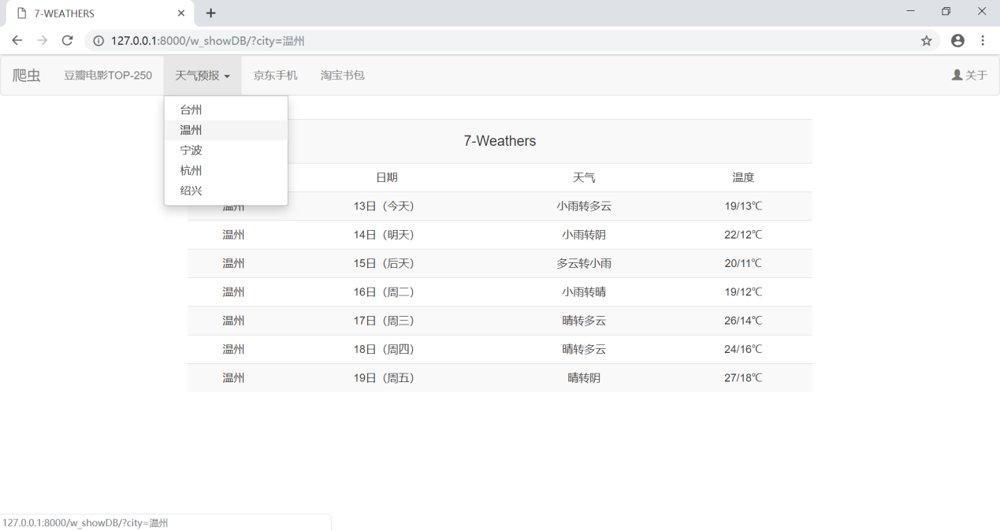 7-WEATHERS
127.0.0.1:8000/w_showDB/?city=温州
爬虫 豆瓣电影TOP-250 天气预报 京东手机 淘宝书包 关于
台州
温州
宁波
杭州
绍兴
7-Weathers
日期 天气 温度
温州 13日（今天） 小雨转多云 19/13℃
温州 14日（明天） 小雨转阴 22/12℃
温州 15日（后天） 多云转小雨 20/11℃
温州 16日（周二） 小雨转晴 19/12℃
温州 17日（周三） 晴转多云 26/14℃
温州 18日（周四） 晴转多云 24/16℃
温州 19日（周五） 晴转阴 27/18℃
127.0.0.1:8000/w_showDB/?city=温州